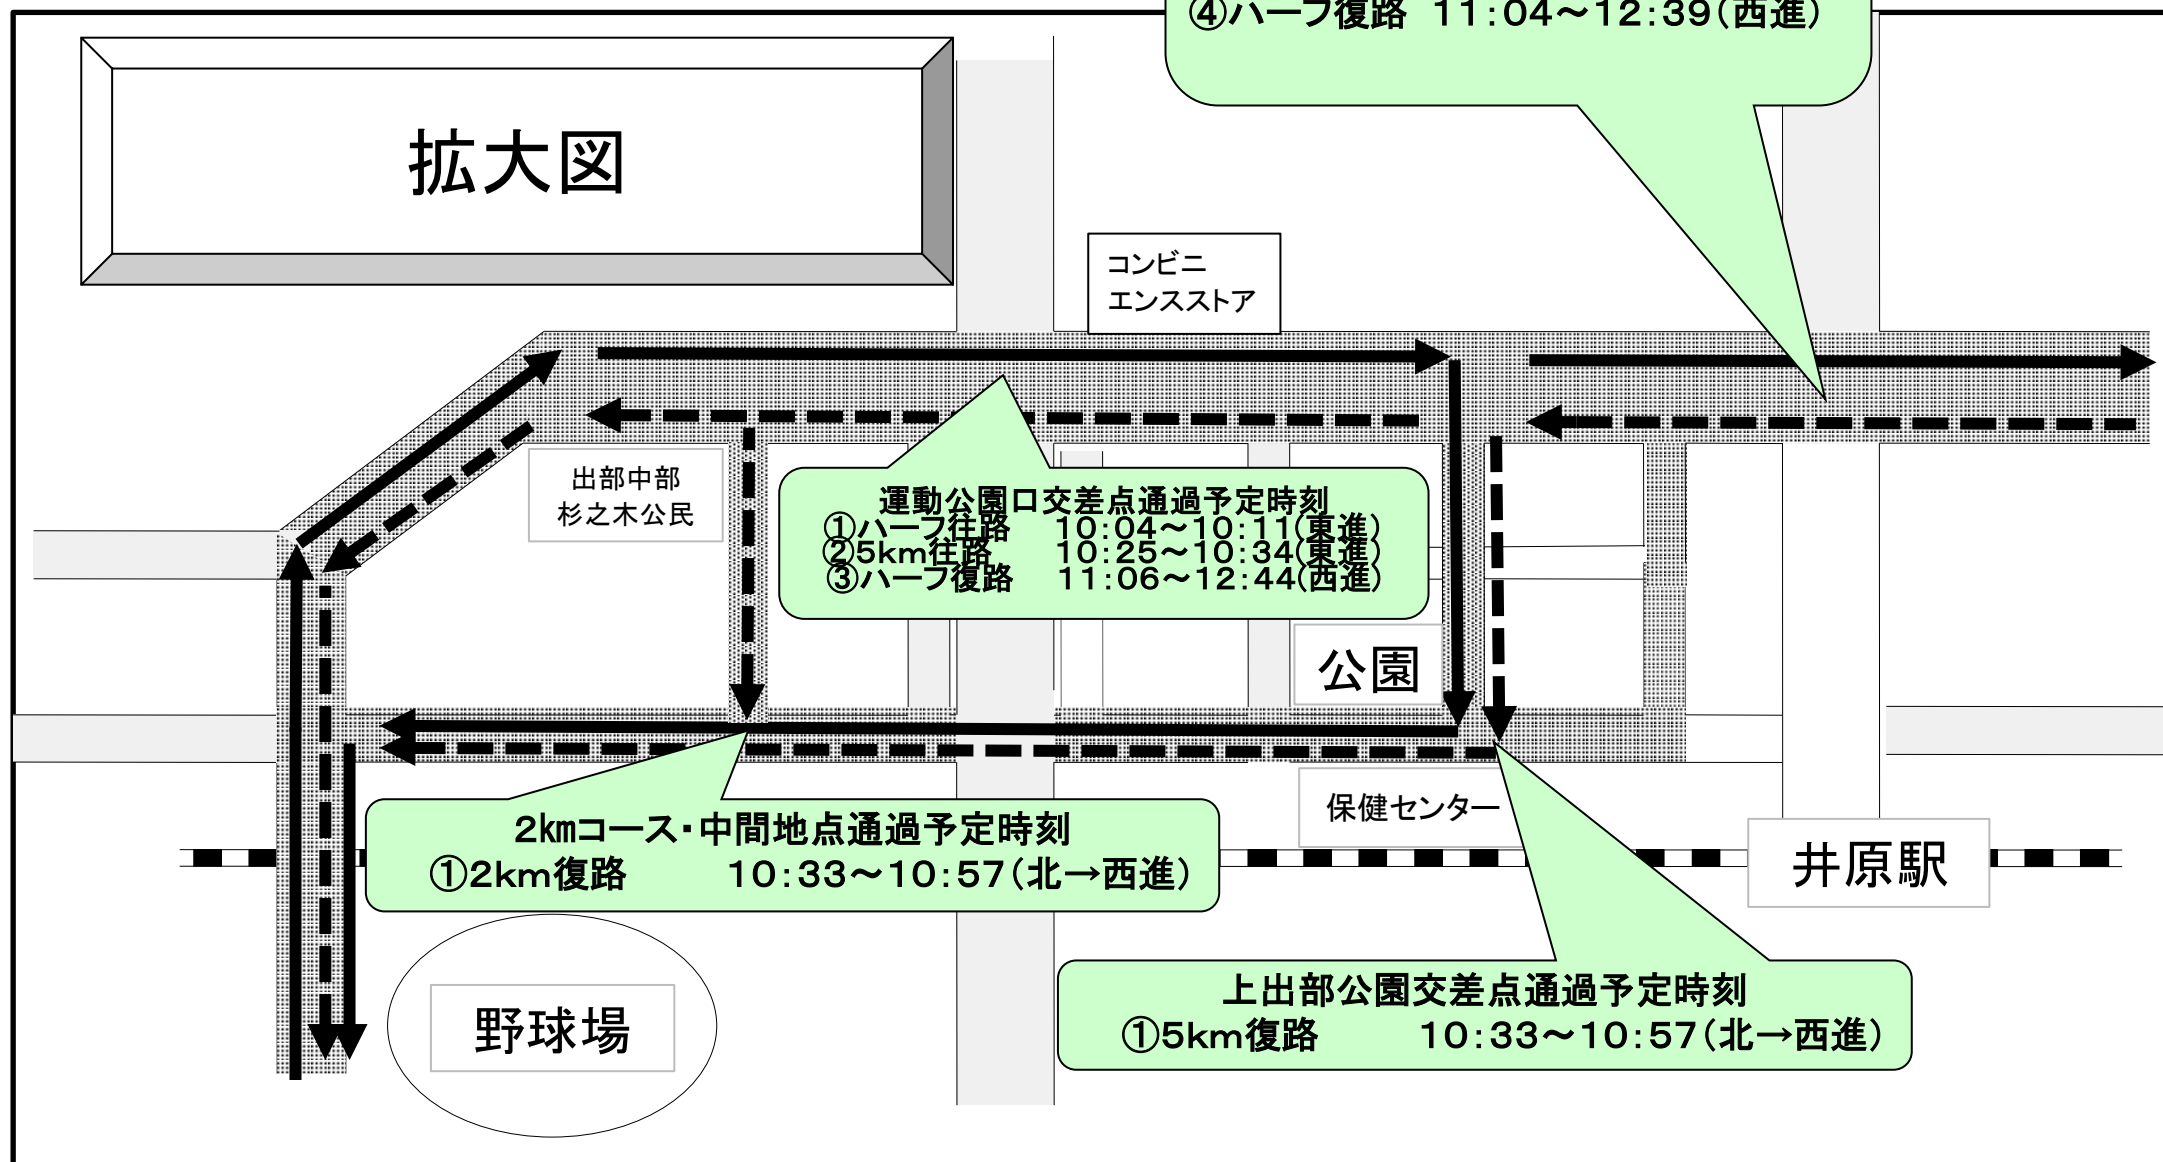 ④ハーフ復路 11:04～12:39(西進)
拡大図
コンビニ
エンスストア
出部中部
杉之木公民
運動公園口交差点通過予定時刻
①ハーフ往路 10:04～10:11(東進)
②5km往路 10:25～10:34(東進)
③ハーフ復路 11:06～12:44(西進)
公園
2㎞コース・中間地点通過予定時刻
①2km復路 10:33～10:57(北→西進)
保健センター
井原駅
野球場
上出部公園交差点通過予定時刻
①5km復路 10:33～10:57(北→西進)